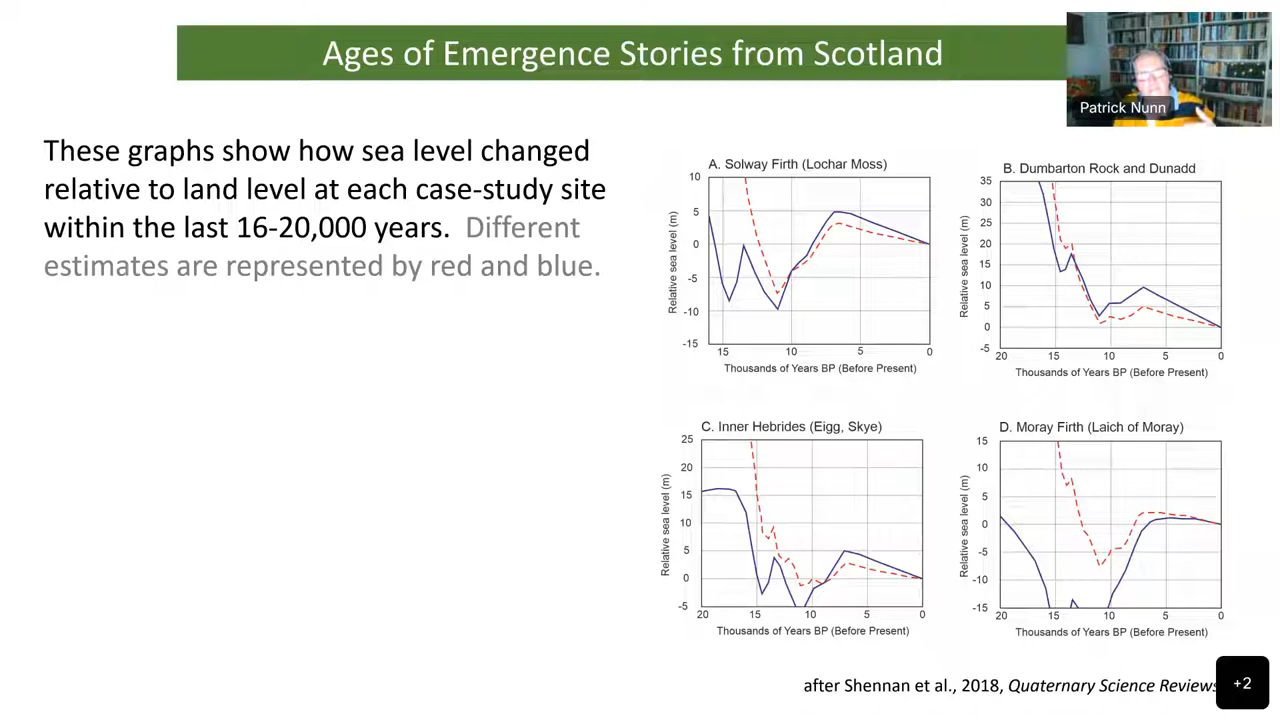 Ages of Emergence Stories from Scotland
Patrick Nunn
These graphs show how sea level changed
relative to land level at each case-study site
within the last 16-20,000 years. Different
estimates are represented by red and blue.
A. Solway Firth (Lochar Moss)
Relative sea level (m)
10
5
0
-5
-10
-15
15 10 5 0
Thousands of Years BP (Before Present)
B. Dumbarton Rock and Dunadd
Relative sea level (m)
35
30
25
20
15
10
5
0
-5
20 15 10 5 0
Thousands of Years BP (Before Present)
C. Inner Hebrides (Eigg, Skye)
Relative sea level (m)
25
20
15
10
5
0
-5
20 15 10 5 0
Thousands of Years BP (Before Present)
D. Moray Firth (Laich of Moray)
Relative sea level (m)
15
10
5
0
-5
-10
-15
20 15 10 5 0
Thousands of Years BP (Before Present)
after Shennan et al., 2018, Quaternary Science Reviews
+2